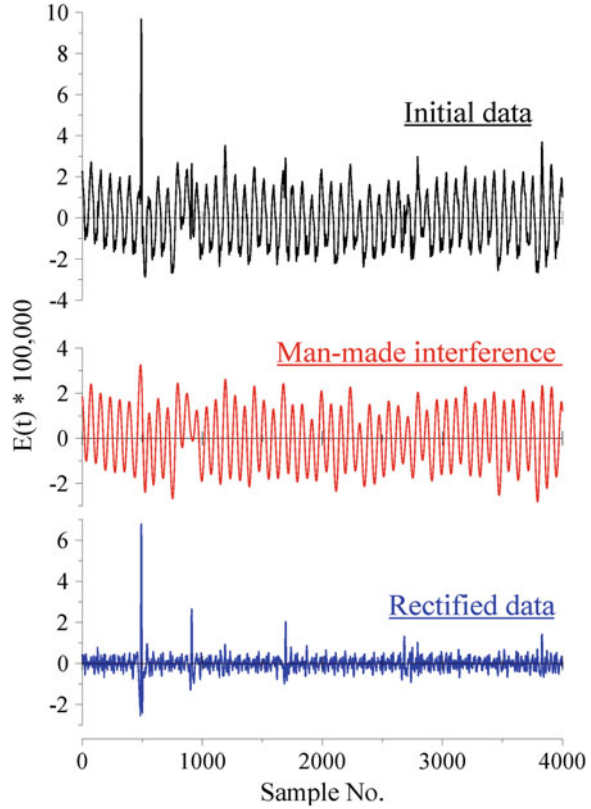 10
8
6
4
2
0
-2
-4
Initial data
4
2
0
-2
Man-made interference
E(t) * 100,000
6
4
2
0
-2
Rectified data
0 1000 2000 3000 4000
Sample No.